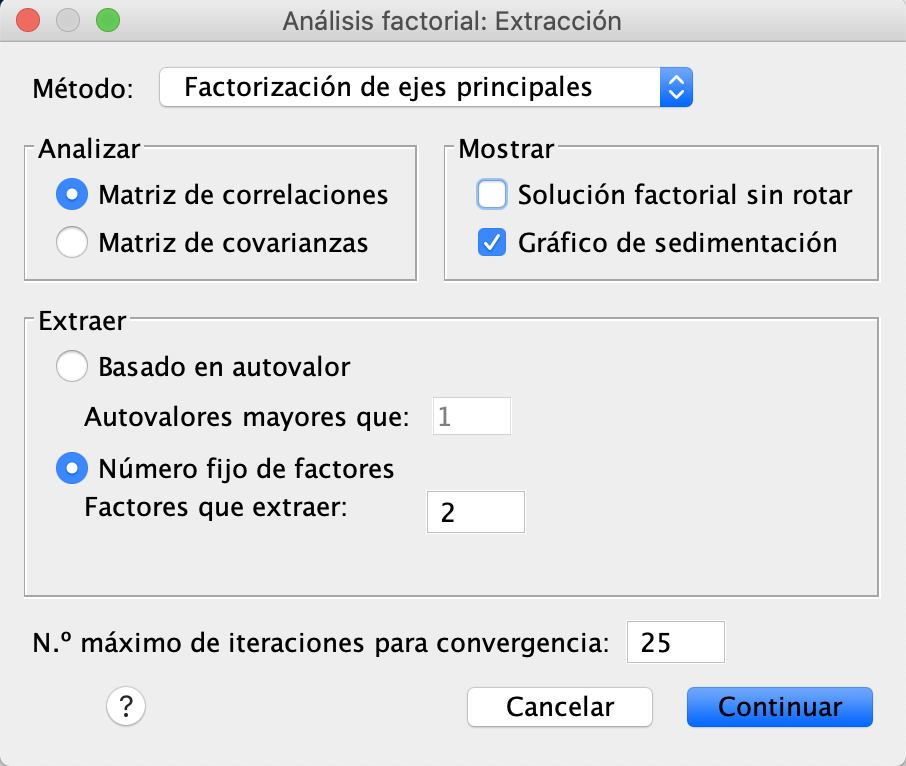 Análisis factorial: Extracción
Método: Factorización de ejes principales
Analizar
Matriz de correlaciones
Matriz de covarianzas
Mostrar
Solución factorial sin rotar
Gráfico de sedimentación
Extraer
Basado en autovalor
Autovalores mayores que: 1
Número fijo de factores
Factores que extraer: 2
N.º máximo de iteraciones para convergencia: 25
? Cancelar Continuar